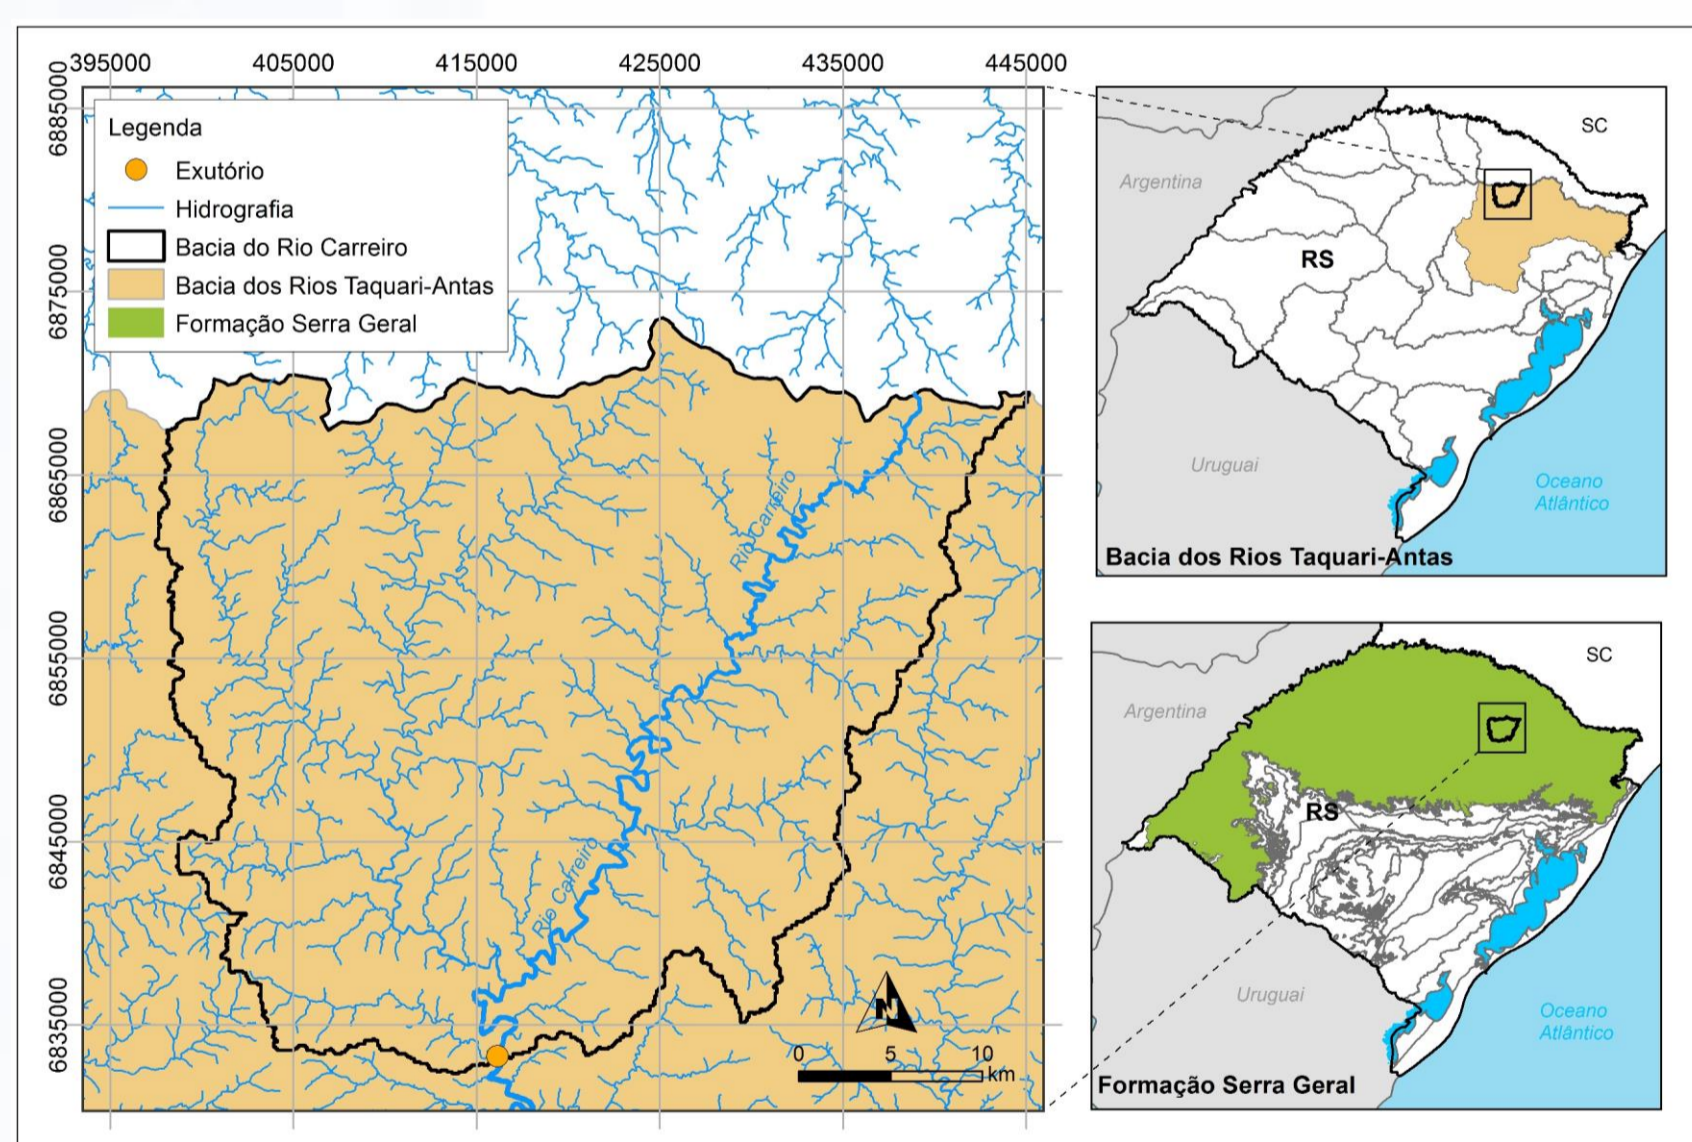 395000 405000 415000 425000 435000 445000
6885000
6875000
6865000
6855000
6845000
6835000
Legenda
Exutório
Hidrografia
Bacia do Rio Carreiro
Bacia dos Rios Taquari-Antas
Formação Serra Geral
Rio Carreiro
Rio Carreiro
N
0 5 10
km
SC
Argentina
RS
Uruguai
Oceano
Atlântico
Bacia dos Rios Taquari-Antas
SC
Argentina
RS
Uruguai
Oceano
Atlântico
Formação Serra Geral